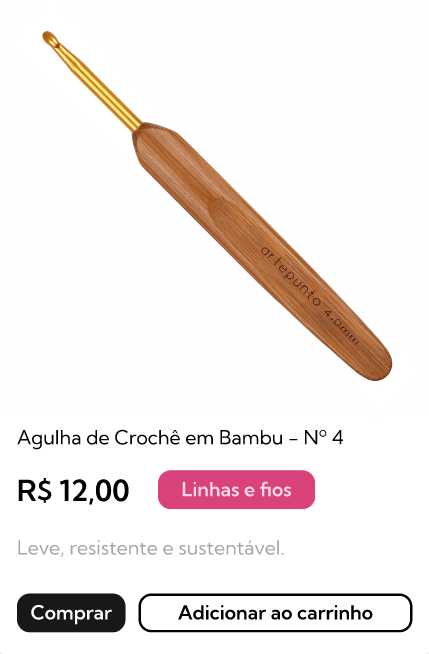 artepunto 4.0mm
Agulha de Crochê em Bambu - Nº 4
R$ 12,00
Linhas e fios
Leve, resistente e sustentável.
Comprar
Adicionar ao carrinho